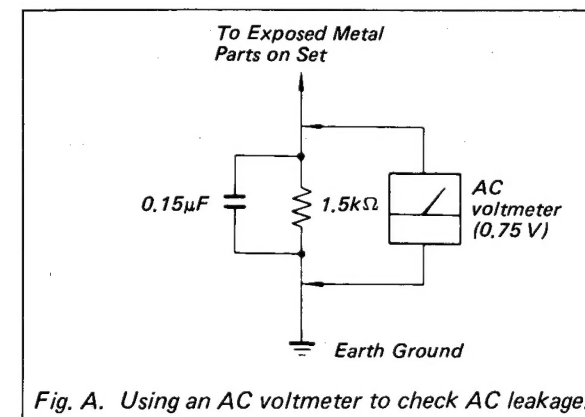 To Exposed Metal
Parts on Set
0.15µF
1.5kΩ
AC
voltmeter
(0.75 V)
Earth Ground
Fig. A. Using an AC voltmeter to check AC leakage.